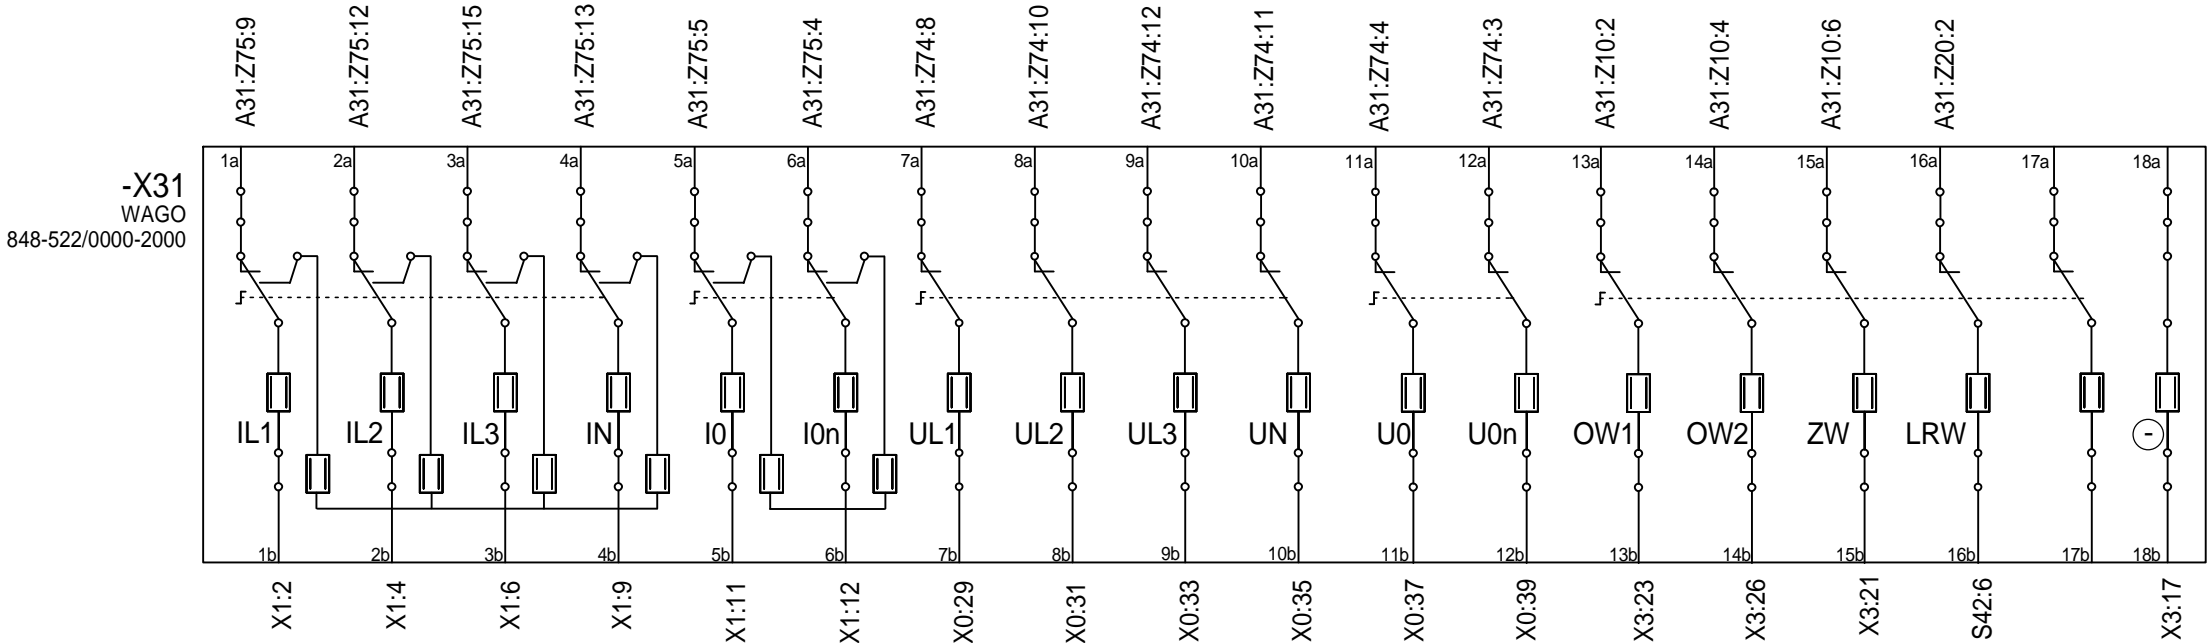 A31:Z75:9
A31:Z75:12
A31:Z75:15
A31:Z75:13
A31:Z75:5
A31:Z75:4
A31:Z74:8
A31:Z74:10
A31:Z74:12
A31:Z74:11
A31:Z74:4
A31:Z74:3
A31:Z10:2
A31:Z10:4
A31:Z10:6
A31:Z20:2
1a
2a
3a
4a
5a
6a
7a
8a
9a
10a
11a
12a
13a
14a
15a
16a
17a
18a
-X31
WAGO
848-522/0000-2000
IL1
IL2
IL3
IN
I0
I0n
UL1
UL2
UL3
UN
U0
U0n
OW1
OW2
ZW
LRW
-
1b
2b
3b
4b
5b
6b
7b
8b
9b
10b
11b
12b
13b
14b
15b
16b
17b
18b
X1:2
X1:4
X1:6
X1:9
X1:11
X1:12
X0:29
X0:31
X0:33
X0:35
X0:37
X0:39
X3:23
X3:26
X3:21
S42:6
X3:17